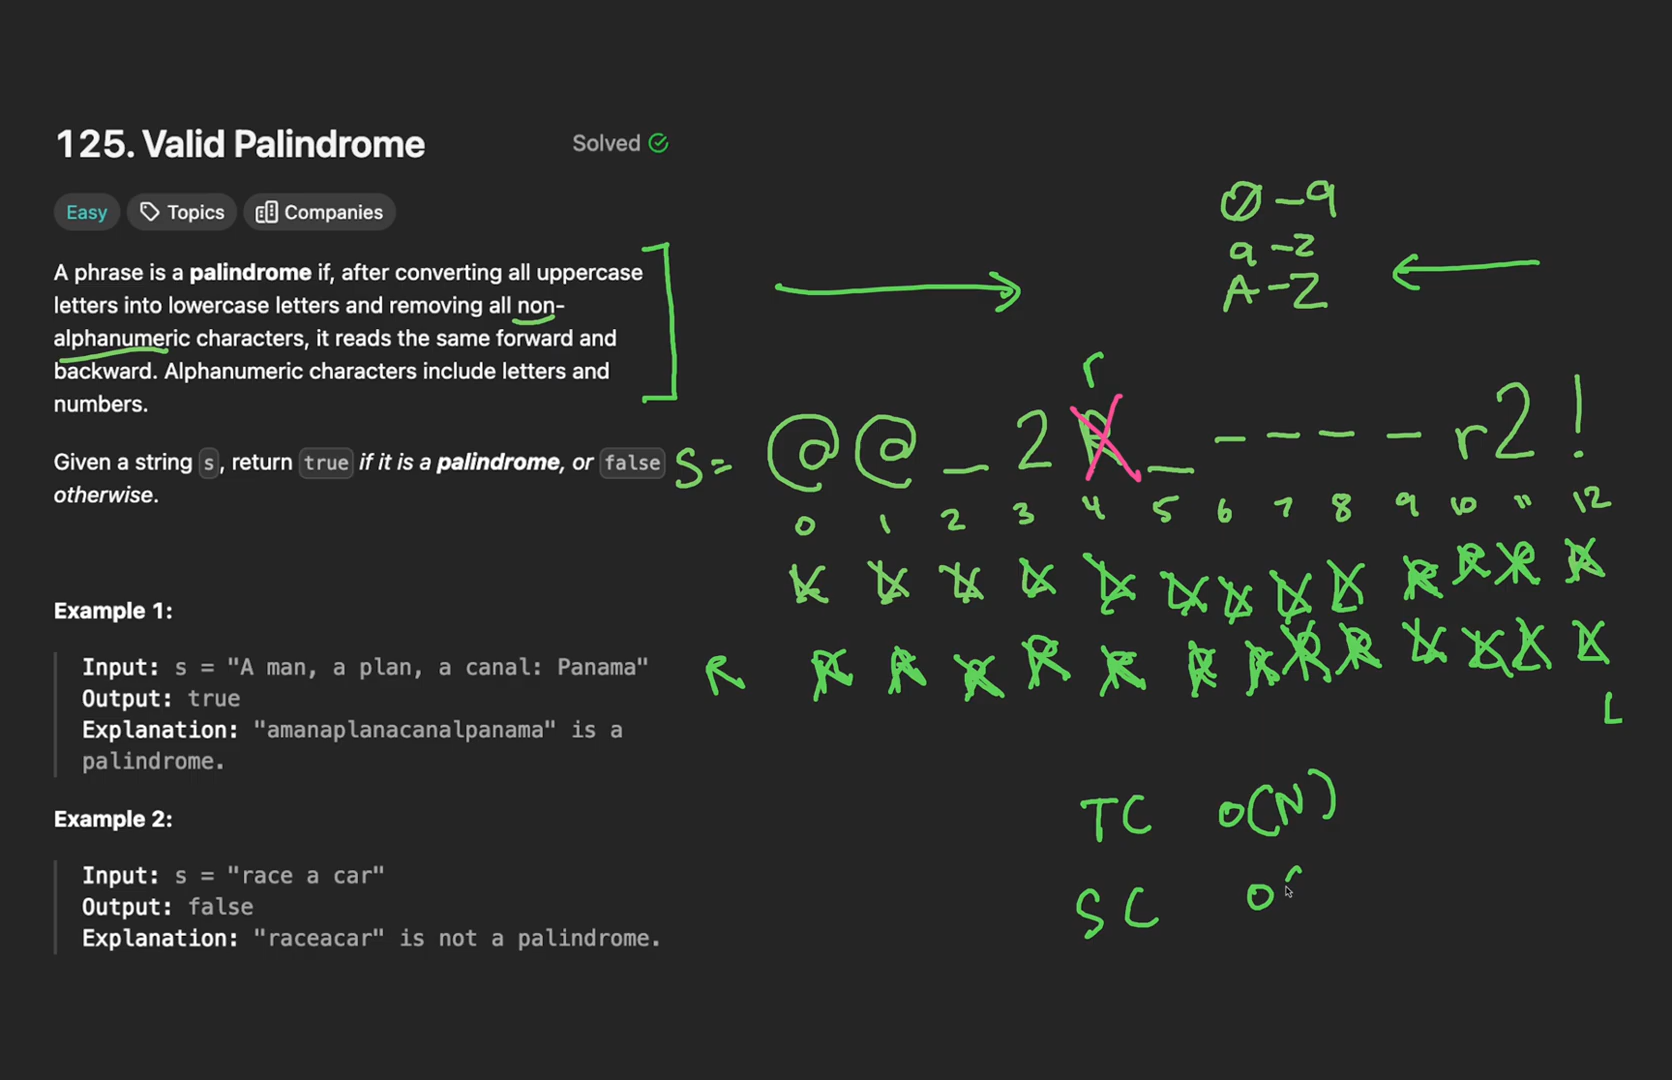 125. Valid Palindrome
Solved
Easy
Topics
Companies
A phrase is a palindrome if, after converting all uppercase
letters into lowercase letters and removing all non-
alphanumeric characters, it reads the same forward and
backward. Alphanumeric characters include letters and
numbers.
Given a string s, return true if it is a palindrome, or false
otherwise.
Example 1:
Input: s = "A man, a plan, a canal: Panama"
Output: true
Explanation: "amanaplanacanalpanama" is a
palindrome.
Example 2:
Input: s = "race a car"
Output: false
Explanation: "raceacar" is not a palindrome.
0-9
a-z
A-Z
r
S= @ @ _ 2 R _ - - - - r 2 !
0 1 2 3 4 5 6 7 8 9 10 11 12
L L L L L L L L L R R R R
R R R R R R R R R R L L L L
L
TC O(N)
SC O